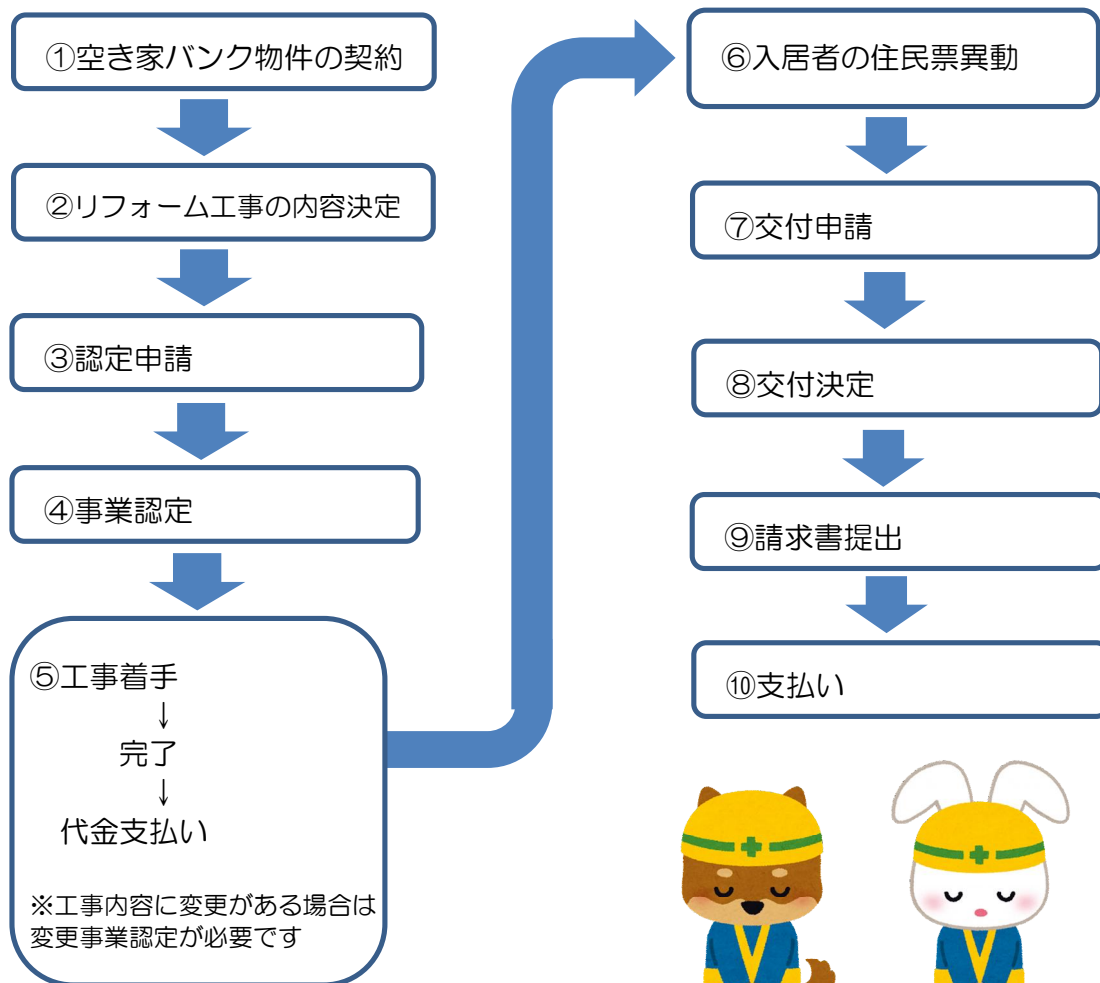 ①空き家バンク物件の契約
②リフォーム工事の内容決定
③認定申請
④事業認定
⑤工事着手
↓
完了
↓
代金支払い
※工事内容に変更がある場合は
変更事業認定が必要です
⑥入居者の住民票異動
⑦交付申請
⑧交付決定
⑨請求書提出
⑩支払い